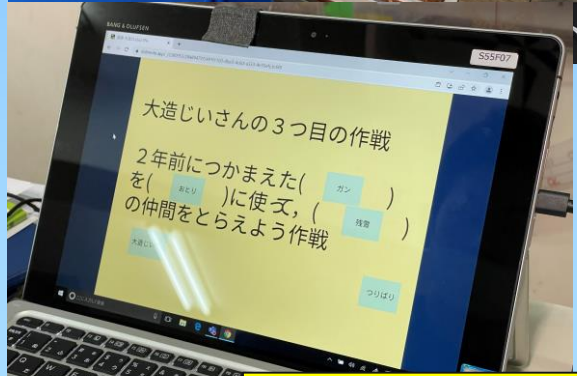 BANG & OLUFSEN
S55F07
大造じいさんの３つ目の作戦
２年前につかまえた( ガン )
を( おとり )に使って, ( 残雪 )
の仲間をとらえよう作戦
大造じい
つりばり